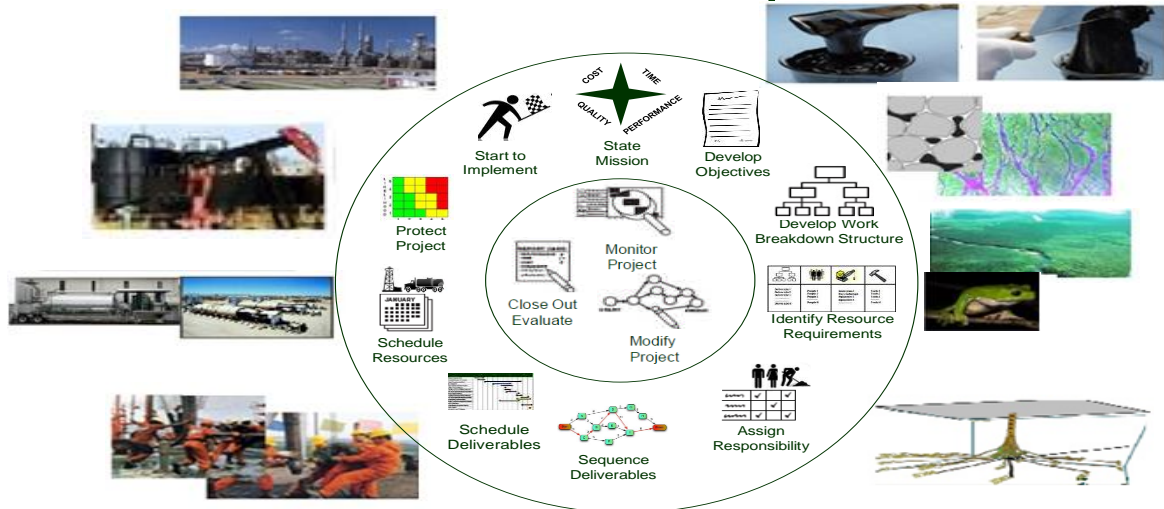 COST
TIME
QUALITY
PERFORMANCE
State
Mission
Develop
Objectives
Develop Work
Breakdown Structure
Identify Resource
Requirements
Assign
Responsibility
Sequence
Deliverables
Schedule
Deliverables
JANUARY
Schedule
Resources
Protect
Project
Start to
Implement
Monitor
Project
Modify
Project
Close Out
Evaluate